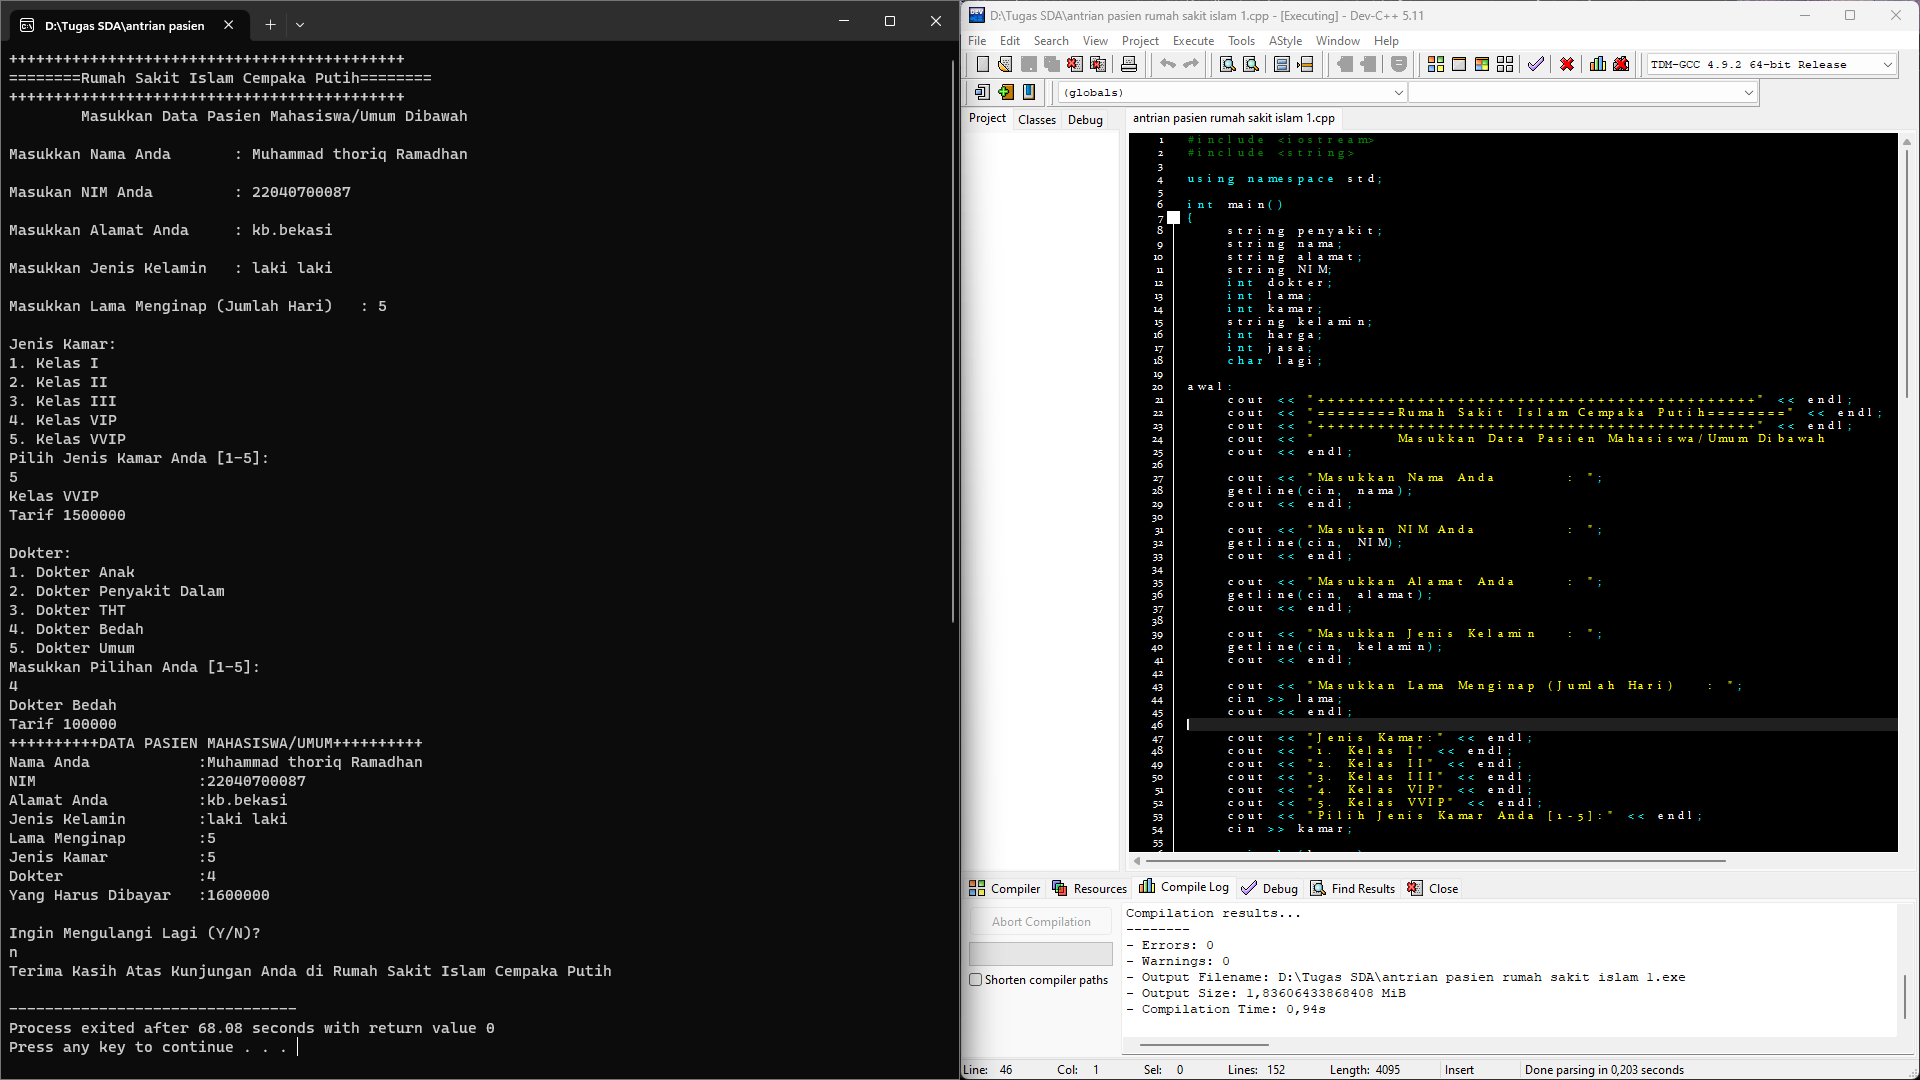 D:\Tugas SDA\antrian pasien
++++++++++++++++++++++++++++++++++++++++++++
========Rumah Sakit Islam Cempaka Putih========
++++++++++++++++++++++++++++++++++++++++++++
Masukkan Data Pasien Mahasiswa/Umum Dibawah
Masukkan Nama Anda : Muhammad thoriq Ramadhan
Masukan NIM Anda : 22040700087
Masukkan Alamat Anda : kb.bekasi
Masukkan Jenis Kelamin : laki laki
Masukkan Lama Menginap (Jumlah Hari) : 5
Jenis Kamar:
1. Kelas I
2. Kelas II
3. Kelas III
4. Kelas VIP
5. Kelas VVIP
Pilih Jenis Kamar Anda [1-5]:
5
Kelas VVIP
Tarif 1500000
Dokter:
1. Dokter Anak
2. Dokter Penyakit Dalam
3. Dokter THT
4. Dokter Bedah
5. Dokter Umum
Masukkan Pilihan Anda [1-5]:
4
Dokter Bedah
Tarif 100000
++++++++++DATA PASIEN MAHASISWA/UMUM++++++++++
Nama Anda :Muhammad thoriq Ramadhan
NIM :22040700087
Alamat Anda :kb.bekasi
Jenis Kelamin :laki laki
Lama Menginap :5
Jenis Kamar :5
Dokter :4
Yang Harus Dibayar :1600000
Ingin Mengulangi Lagi (Y/N)?
n
Terima Kasih Atas Kunjungan Anda di Rumah Sakit Islam Cempaka Putih
--------------------------------
Process exited after 68.08 seconds with return value 0
Press any key to continue . . .
D:\Tugas SDA\antrian pasien rumah sakit islam 1.cpp - [Executing] - Dev-C++ 5.11
File Edit Search View Project Execute Tools AStyle Window Help
TDM-GCC 4.9.2 64-bit Release
(globals)
Project Classes Debug
antrian pasien rumah sakit islam 1.cpp
1 #include <iostream>
2 #include <string>
3
4 using namespace std;
5
6 int main()
7 {
8 string penyakit;
9 string nama;
10 string alamat;
11 string NIM;
12 int dokter;
13 int lama;
14 int kamar;
15 string kelamin;
16 int harga;
17 int jasa;
18 char lagi;
19
20 awal:
21 cout << "++++++++++++++++++++++++++++++++++++++++++++" << endl;
22 cout << "========Rumah Sakit Islam Cempaka Putih========" << endl;
23 cout << "++++++++++++++++++++++++++++++++++++++++++++" << endl;
24 cout << " Masukkan Data Pasien Mahasiswa/Umum Dibawah
25 cout << endl;
26
27 cout << "Masukkan Nama Anda : ";
28 getline(cin, nama);
29 cout << endl;
30
31 cout << "Masukan NIM Anda : ";
32 getline(cin, NIM);
33 cout << endl;
34
35 cout << "Masukkan Alamat Anda : ";
36 getline(cin, alamat);
37 cout << endl;
38
39 cout << "Masukkan Jenis Kelamin : ";
40 getline(cin, kelamin);
41 cout << endl;
42
43 cout << "Masukkan Lama Menginap (Jumlah Hari) : ";
44 cin >> lama;
45 cout << endl;
46
47 cout << "Jenis Kamar:" << endl;
48 cout << "1. Kelas I" << endl;
49 cout << "2. Kelas II" << endl;
50 cout << "3. Kelas III" << endl;
51 cout << "4. Kelas VIP" << endl;
52 cout << "5. Kelas VVIP" << endl;
53 cout << "Pilih Jenis Kamar Anda [1-5]:" << endl;
54 cin >> kamar;
55
Compiler Resources Compile Log Debug Find Results Close
Abort Compilation
Shorten compiler paths
Compilation results...
--------
- Errors: 0
- Warnings: 0
- Output Filename: D:\Tugas SDA\antrian pasien rumah sakit islam 1.exe
- Output Size: 1,83606433868408 MiB
- Compilation Time: 0,94s
Line: 46 Col: 1 Sel: 0 Lines: 152 Length: 4095 Insert Done parsing in 0,203 seconds